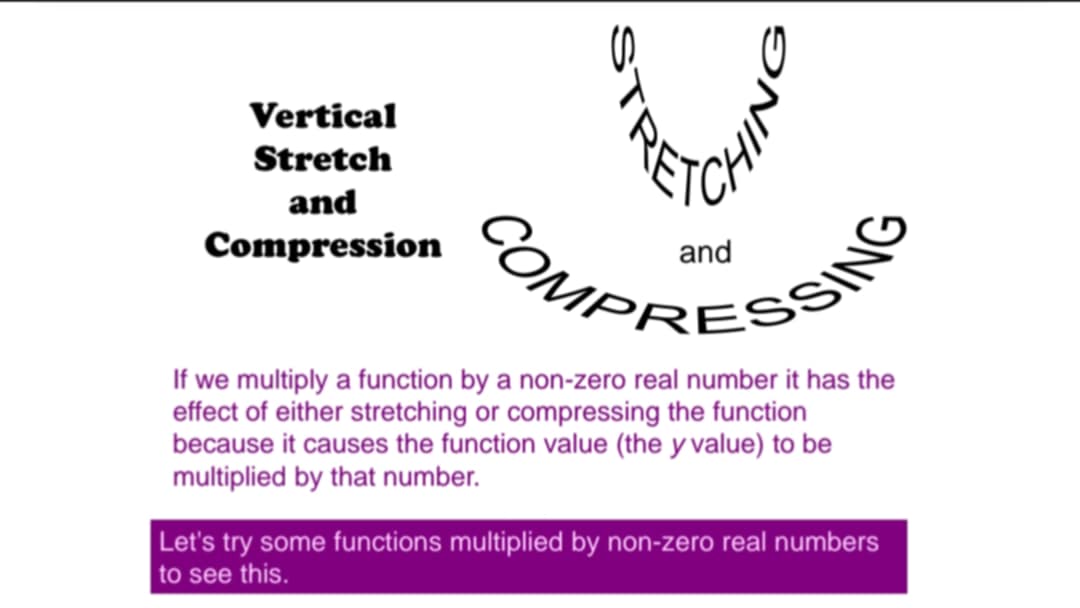 Vertical
Stretch
and
Compression
STRETCHING
and
COMPRESSING
If we multiply a function by a non-zero real number it has the
effect of either stretching or compressing the function
because it causes the function value (the y value) to be
multiplied by that number.
Let's try some functions multiplied by non-zero real numbers
to see this.